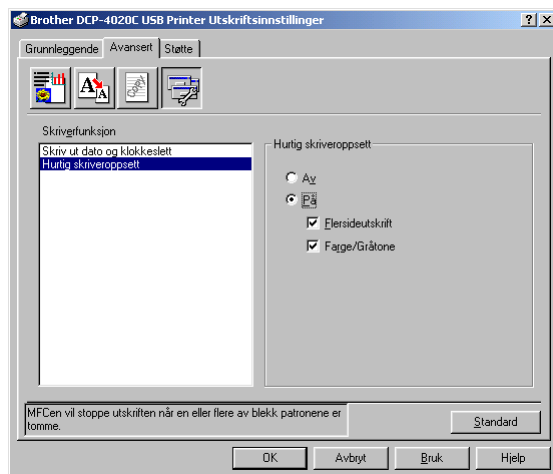 Brother DCP-4020C USB Printer Utskriftsinnstillinger
Grunnleggende Avansert Støtte
Skriverfunksjon
Skriv ut dato og klokkeslett
Hurtig skriveroppsett
Hurtig skriveroppsett
Av
På
Flersideutskrift
Farge/Gråtone
MFCen vil stoppe utskriften når en eller flere av blekk patronene er
tomme.
Standard
OK Avbryt Bruk Hjelp